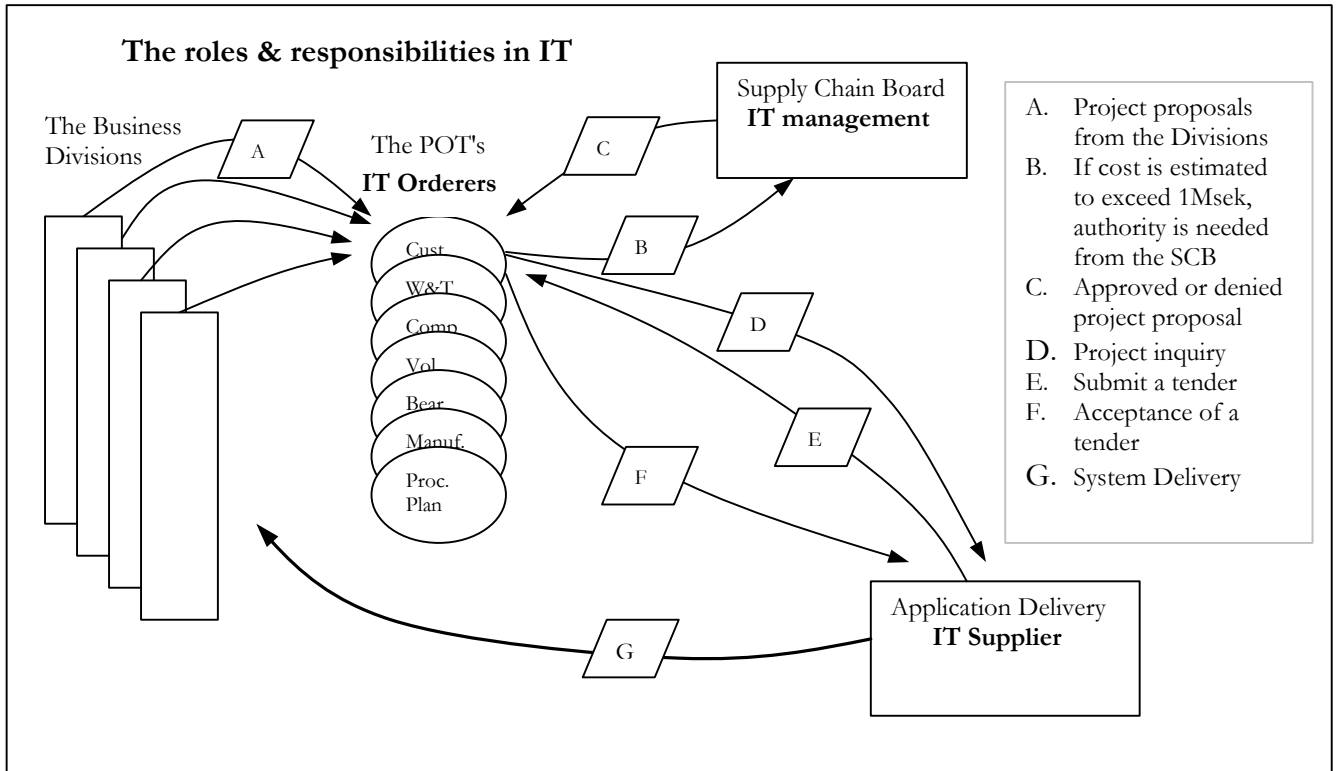 The roles & responsibilities in IT
The Business
Divisions
A
The POT's
IT Orderers
Cust
W&T
Comp
Vol
Bear
Manuf.
Proc.
Plan
C
B
Supply Chain Board
IT management
D
E
F
G
Application Delivery
IT Supplier
A. Project proposals
from the Divisions
B. If cost is estimated
to exceed 1Msek,
authority is needed
from the SCB
C. Approved or denied
project proposal
D. Project inquiry
E. Submit a tender
F. Acceptance of a
tender
G. System Delivery